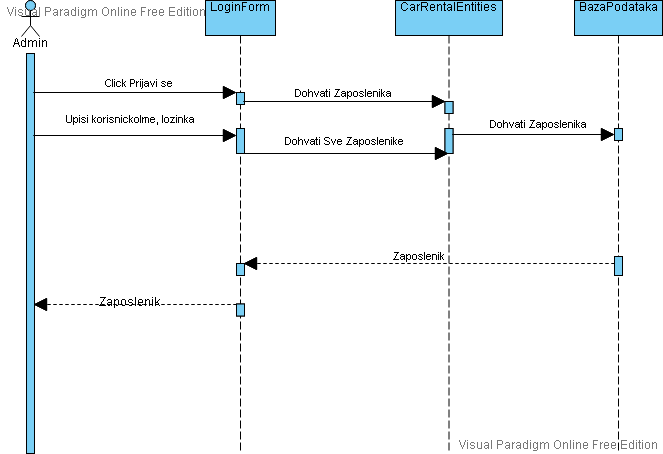 Visual Paradigm Online Free Edition
LoginForm
CarRentalEntities
BazaPodataka
Admin
Click Prijavi se
Dohvati Zaposlenika
Upisi korisnickoIme, lozinka
Dohvati Zaposlenika
Dohvati Sve Zaposlenike
Zaposlenik
Zaposlenik
Visual Paradigm Online Free Edition